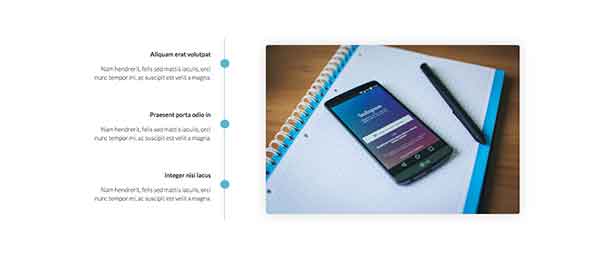 Aliquam erat volutpat
Nam hendrerit, felis sed mattis iaculis, orci
nunc tempor mi, ac suscipit est velit a magna.
Praesent porta odio in
Nam hendrerit, felis sed mattis iaculis, orci
nunc tempor mi, ac suscipit est velit a magna.
Integer nisi lacus
Nam hendrerit, felis sed mattis iaculis, orci
nunc tempor mi, ac suscipit est velit a magna.
Instagram
LG